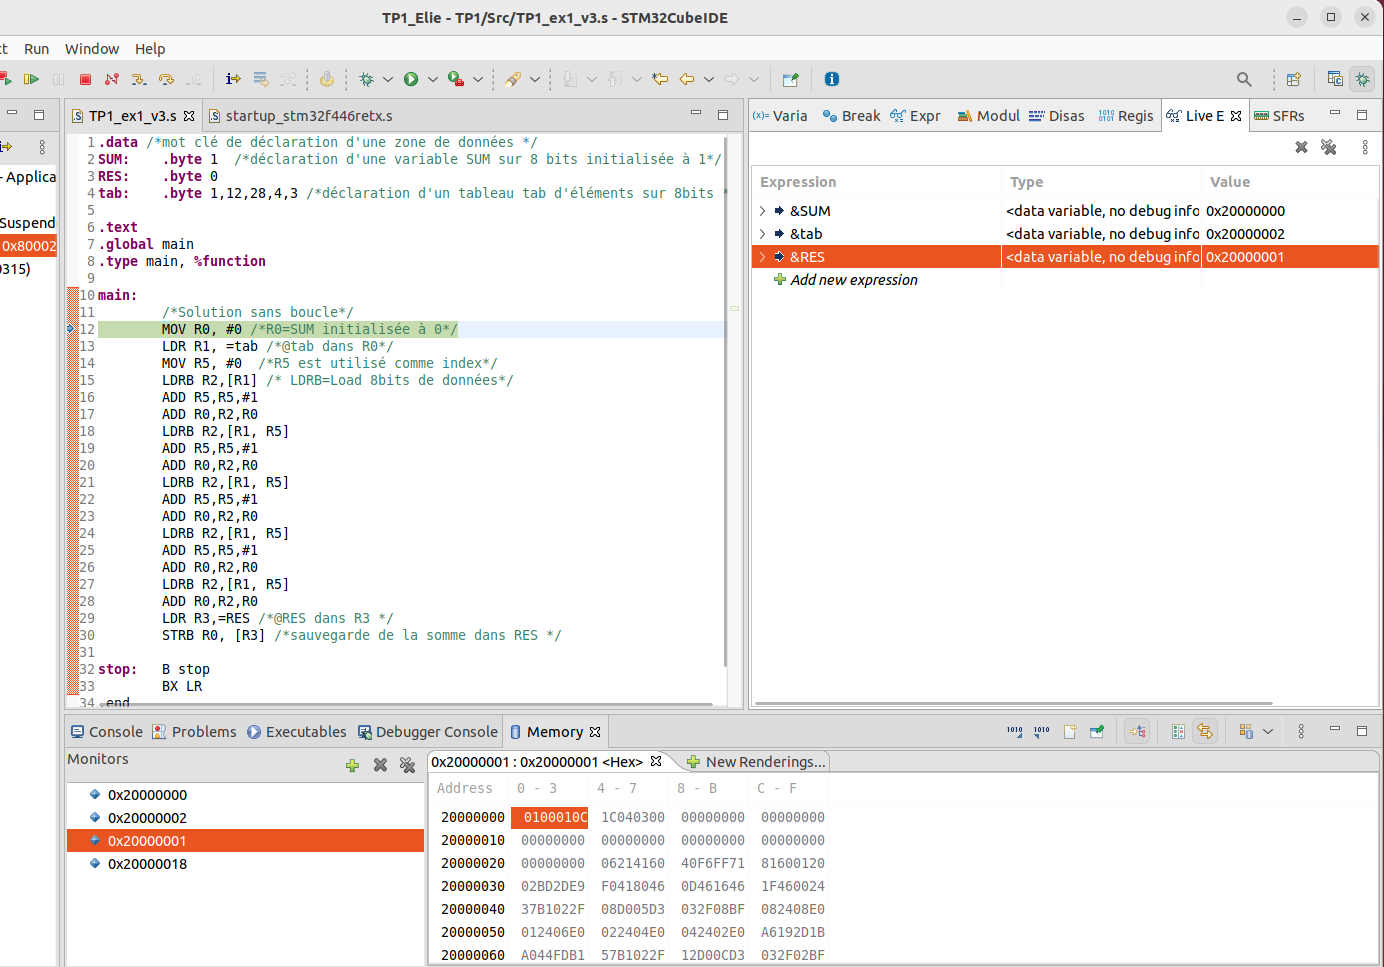 TP1_Elie - TP1/Src/TP1_ex1_v3.s - STM32CubeIDE
ct Run Window Help
TP1_ex1_v3.s startup_stm32f446retx.s
(x)= Varia Break Expr Modul Disas Regis Live E SFRs
- Applica
Suspend
0x80002
0315)
1 .data /*mot clé de déclaration d'une zone de données */
2 SUM: .byte 1 /*déclaration d'une variable SUM sur 8 bits initialisée à 1*/
3 RES: .byte 0
4 tab: .byte 1,12,28,4,3 /*déclaration d'un tableau tab d'éléments sur 8bits *
5
6 .text
7 .global main
8 .type main, %function
9
10 main:
11 /*Solution sans boucle*/
12 MOV R0, #0 /*R0=SUM initialisée à 0*/
13 LDR R1, =tab /*@tab dans R0*/
14 MOV R5, #0 /*R5 est utilisé comme index*/
15 LDRB R2,[R1] /* LDRB=Load 8bits de données*/
16 ADD R5,R5,#1
17 ADD R0,R2,R0
18 LDRB R2,[R1, R5]
19 ADD R5,R5,#1
20 ADD R0,R2,R0
21 LDRB R2,[R1, R5]
22 ADD R5,R5,#1
23 ADD R0,R2,R0
24 LDRB R2,[R1, R5]
25 ADD R5,R5,#1
26 ADD R0,R2,R0
27 LDRB R2,[R1, R5]
28 ADD R0,R2,R0
29 LDR R3,=RES /*@RES dans R3 */
30 STRB R0, [R3] /*sauvegarde de la somme dans RES */
31
32 stop: B stop
33 BX LR
34 .end
Expression Type Value
&SUM <data variable, no debug info 0x20000000
&tab <data variable, no debug info 0x20000002
&RES <data variable, no debug info 0x20000001
Add new expression
Console Problems Executables Debugger Console Memory
Monitors
0x20000000
0x20000002
0x20000001
0x20000018
0x20000001 : 0x20000001 <Hex> New Renderings...
Address 0 - 3 4 - 7 8 - B C - F
20000000 0100010C 1C040300 00000000 00000000
20000010 00000000 00000000 00000000 00000000
20000020 00000000 06214160 40F6FF71 81600120
20000030 02BD2DE9 F0418046 0D461646 1F460024
20000040 37B1022F 08D005D3 032F08BF 082408E0
20000050 012406E0 022404E0 042402E0 A6192D1B
20000060 A044FDB1 57B1022F 12D00CD3 032F02BF